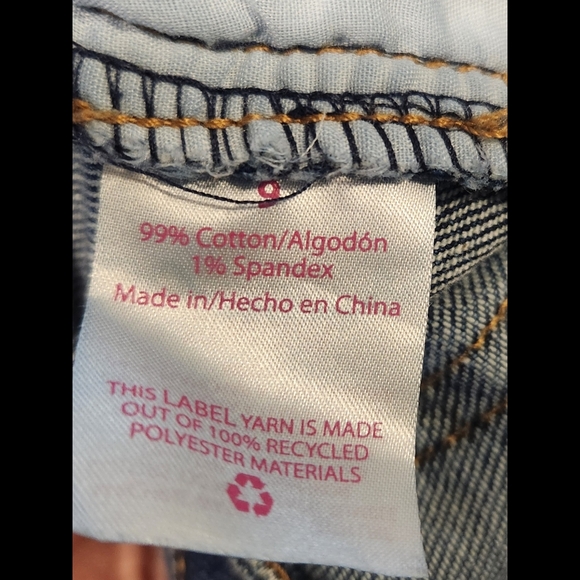 99% Cotton/Algodón
1% Spandex
Made in/Hecho en China
THIS LABEL YARN IS MADE
OUT OF 100% RECYCLED
POLYESTER MATERIALS